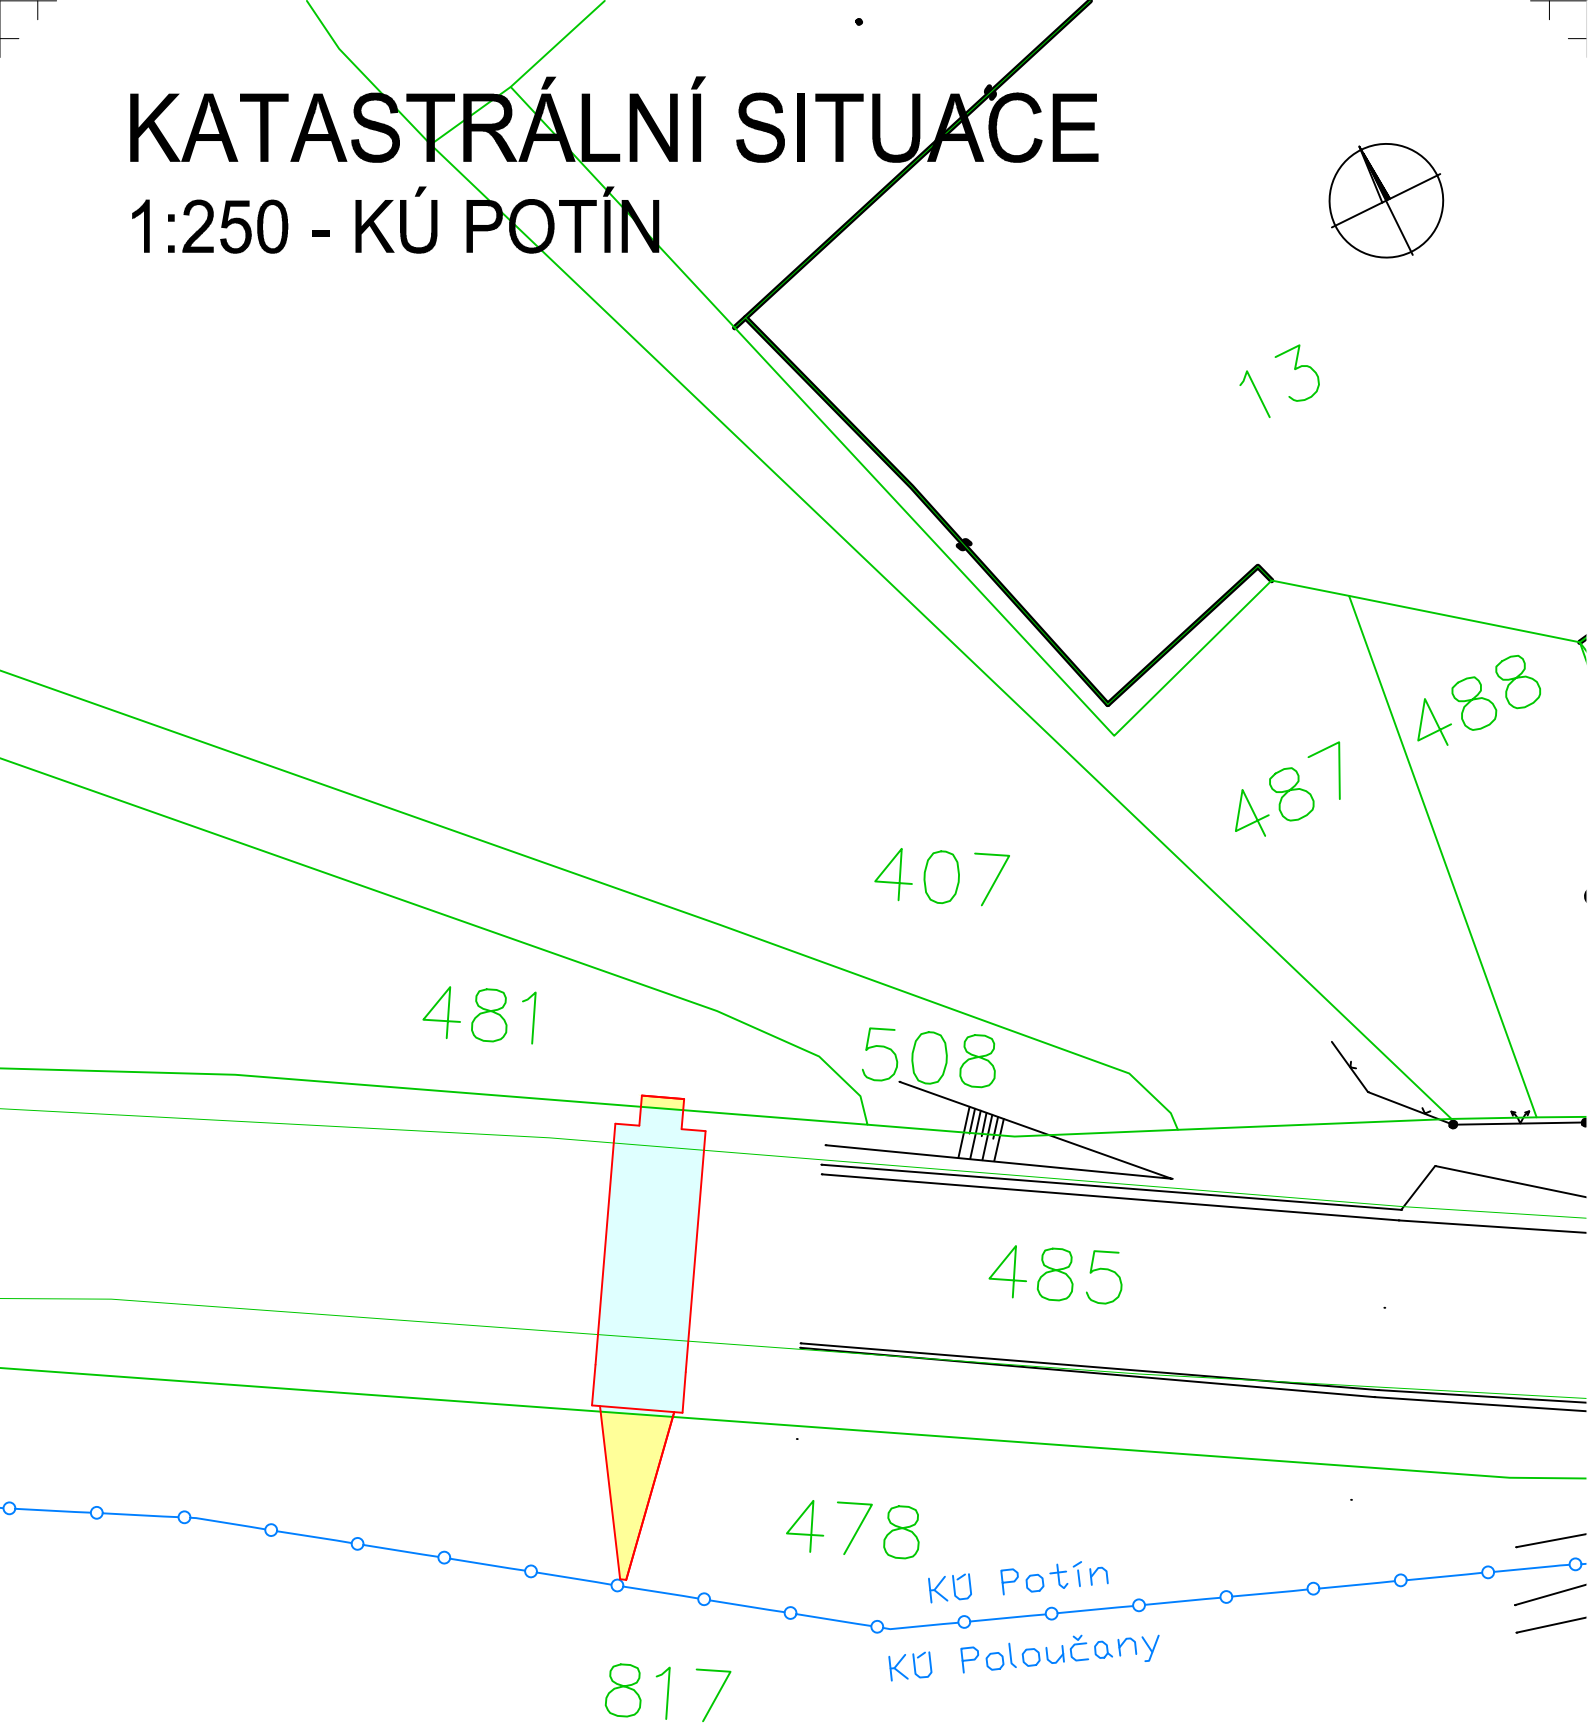 KATASTRÁLNÍ SITUACE
1:250 - KÚ POTÍN
13
488
487
407
481
508
485
478
KÚ Potín
KÚ Poloučany
817